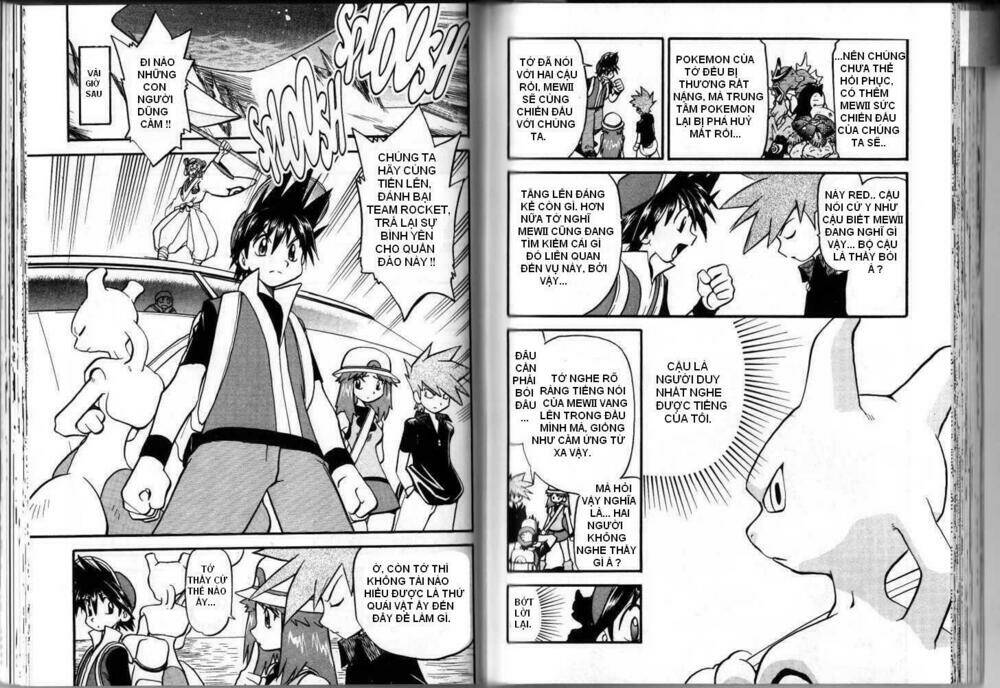 VÀI
GIỜ
SAU
ĐI NÀO
NHỮNG
CON
NGƯỜI
DŨNG
CẢM !!
SPLOOSH
SPLOOSH
CHÚNG TA
HÃY CÙNG
TIẾN LÊN,
ĐÁNH BẠI
TEAM ROCKET,
TRẢ LẠI SỰ
BÌNH YÊN
CHO QUẦN
ĐẢO NÀY !!
TỚ
THẤY CỨ
THẾ NÀO
ẤY...
Ờ, CÒN TỚ THÌ
KHÔNG TÀI NÀO
HIỂU ĐƯỢC LÀ THỨ
QUÁI VẬT ẤY ĐẾN
ĐÂY ĐỂ LÀM GÌ.
TỚ ĐÃ NÓI
VỚI HAI CẬU
RỒI, MEWII
SẼ CÙNG
CHIẾN ĐẤU
VỚI CHÚNG
TA.
POKEMON CỦA
TỚ ĐỀU BỊ
THƯƠNG RẤT
NẶNG, MÀ TRUNG
TÂM POKEMON
LẠI BỊ PHÁ HUỶ
MẤT RỒI...
...NÊN CHÚNG
CHƯA THỂ
HỒI PHỤC,
CÓ THÊM
MEWII SỨC
CHIẾN ĐẤU
CỦA CHÚNG
TA SẼ..
TĂNG LÊN ĐÁNG
KỂ CÒN GÌ. HƠN
NỮA TỚ NGHĨ
MEWII CŨNG ĐANG
TÌM KIẾM CÁI GÌ
ĐÓ LIÊN QUAN
ĐẾN VỤ NÀY, BỞI
VẬY...
NÀY RED.. CẬU
NÓI CỨ Y NHƯ
CẬU BIẾT MEWII
ĐANG NGHĨ GÌ
VẬY... BỘ CẬU
LÀ THẦY BÓI
À ?
ĐÂU
CẦN
PHẢI
BÓI
ĐÂU
...
TỚ NGHE RÕ
RÀNG TIẾNG NÓI
CỦA MEWII VANG
LÊN TRONG ĐẦU
MÌNH MÀ, GIỐNG
NHƯ CẢM ỨNG TỪ
XA VẬY.
CẬU LÀ
NGƯỜI DUY
NHẤT NGHE
ĐƯỢC TIẾNG
CỦA TÔI.
MÀ HỎI
VẬY NGHĨA
LÀ... HAI
NGƯỜI
KHÔNG
NGHE THẤY
GÌ À ?
BỚT
LỜI
LẠI.